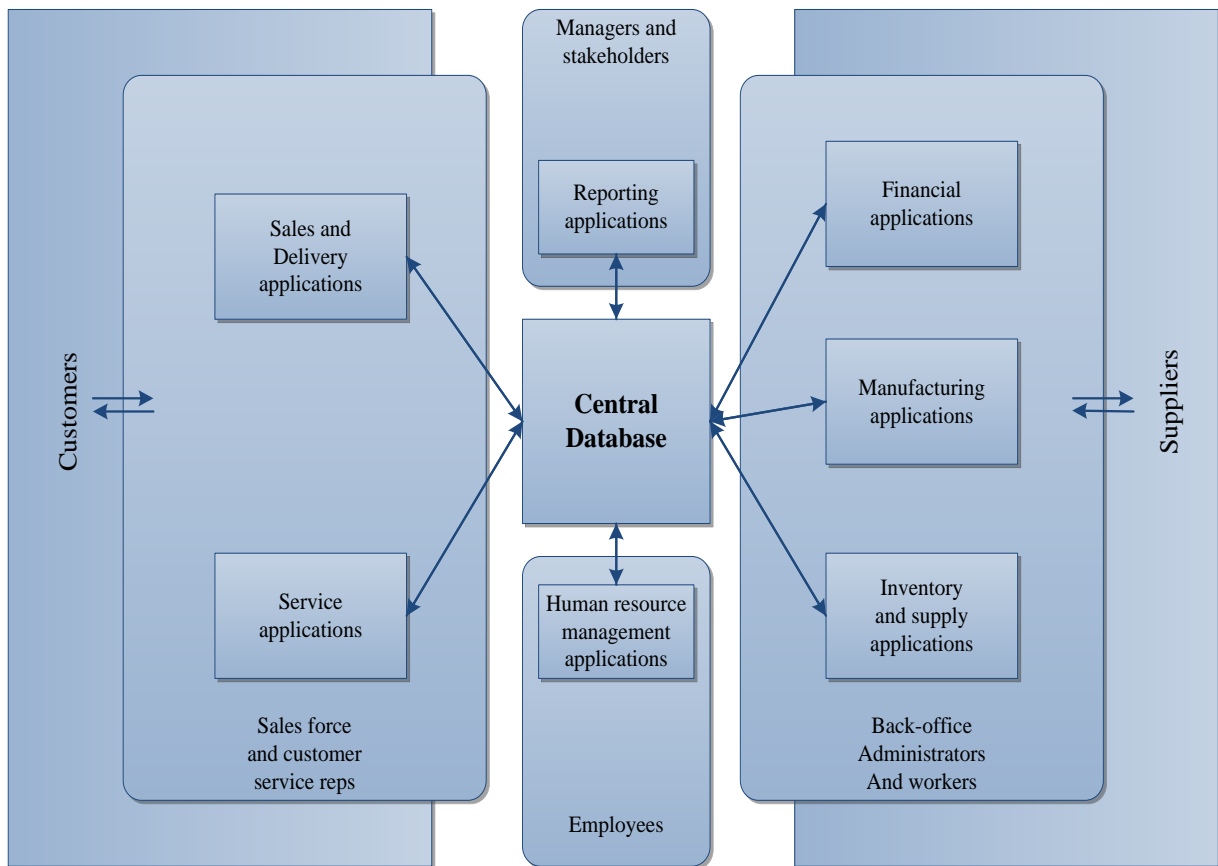 Managers and
stakeholders
Reporting
applications
Sales and
Delivery
applications
Financial
applications
Customers
Central
Database
Manufacturing
applications
Suppliers
Service
applications
Human resource
management
applications
Inventory
and supply
applications
Sales force
and customer
service reps
Employees
Back-office
Administrators
And workers